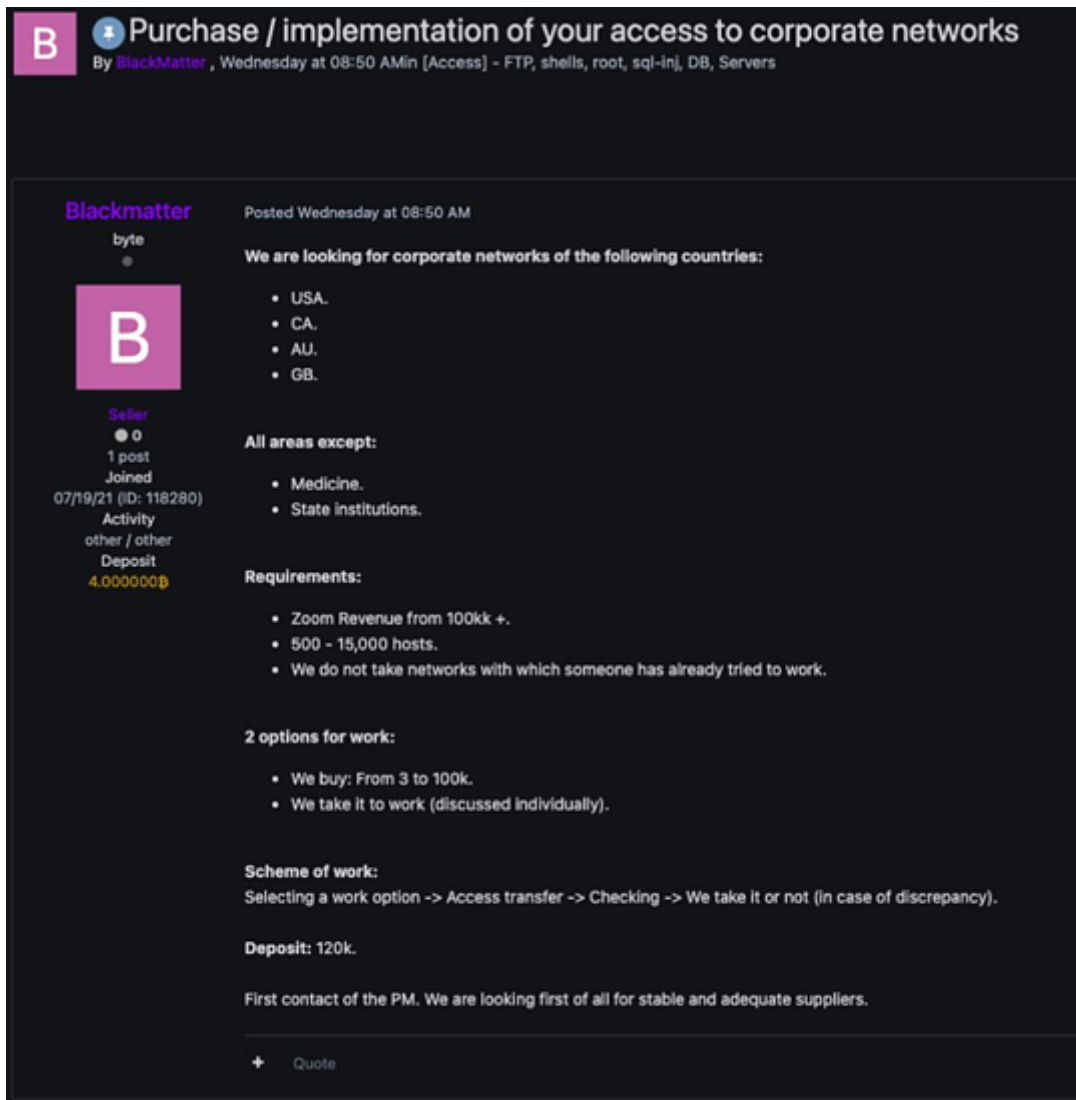 B
Purchase / implementation of your access to corporate networks
By BlackMatter , Wednesday at 08:50 AMin [Access] - FTP, shells, root, sql-inj, DB, Servers
Blackmatter
byte
B
Seller
0
1 post
Joined
07/19/21 (ID: 118280)
Activity
other / other
Deposit
4.000000₿
Posted Wednesday at 08:50 AM
We are looking for corporate networks of the following countries:
• USA.
• CA.
• AU.
• GB.
All areas except:
• Medicine.
• State institutions.
Requirements:
• Zoom Revenue from 100kk +.
• 500 - 15,000 hosts.
• We do not take networks with which someone has already tried to work.
2 options for work:
• We buy: From 3 to 100k.
• We take it to work (discussed individually).
Scheme of work:
Selecting a work option -> Access transfer -> Checking -> We take it or not (in case of discrepancy).
Deposit: 120k.
First contact of the PM. We are looking first of all for stable and adequate suppliers.
+ Quote